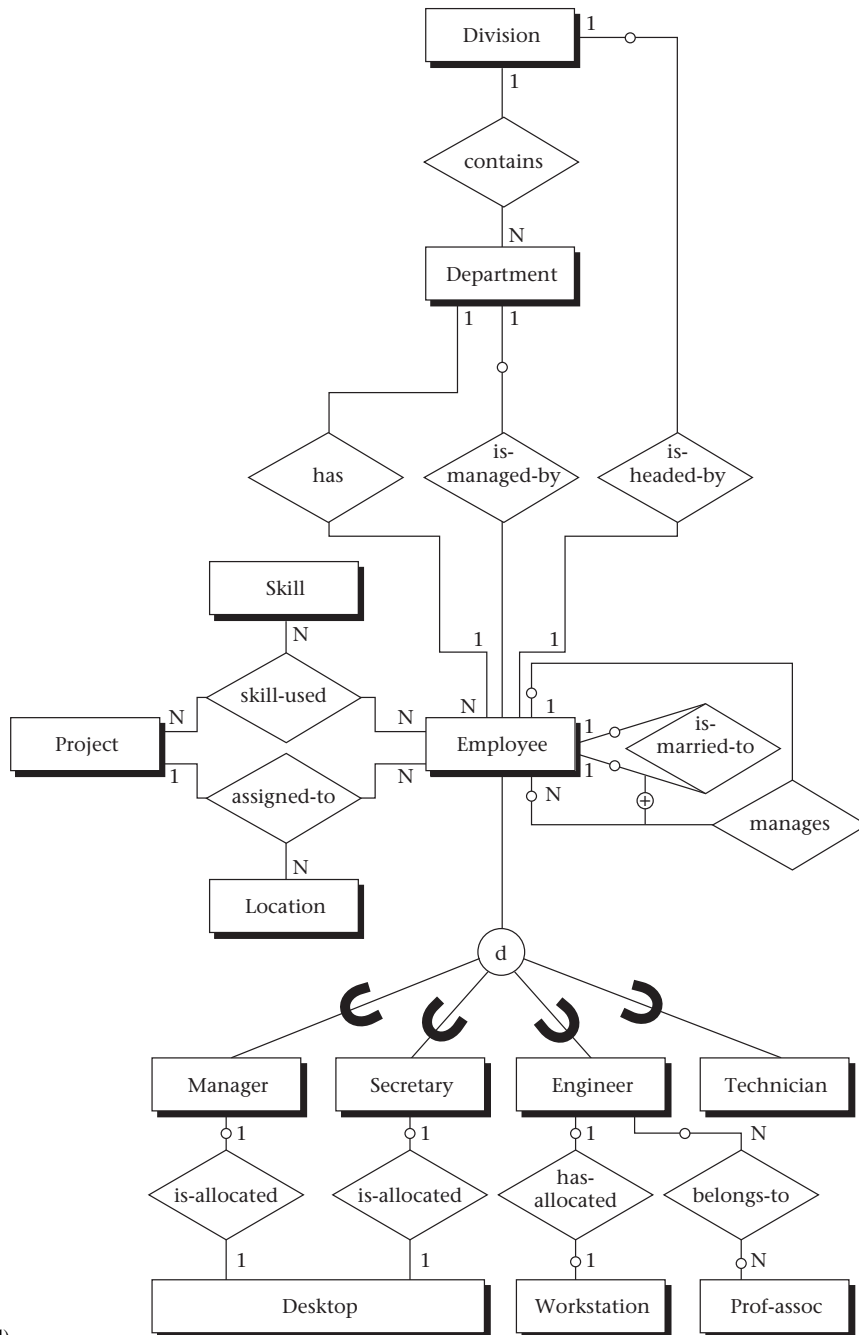 Division
1
1
contains
N
Department
1
1
has
is-
managed-by
is-
headed-by
Skill
N
1
1
skill-used
N
N
N
1
Project
Employee
1
is-
married-to
1
1
N
N
+
assigned-to
manages
N
Location
d
Manager
Secretary
Engineer
Technician
1
1
1
N
is-allocated
is-allocated
has-
allocated
belongs-to
1
1
1
N
Desktop
Workstation
Prof-assoc